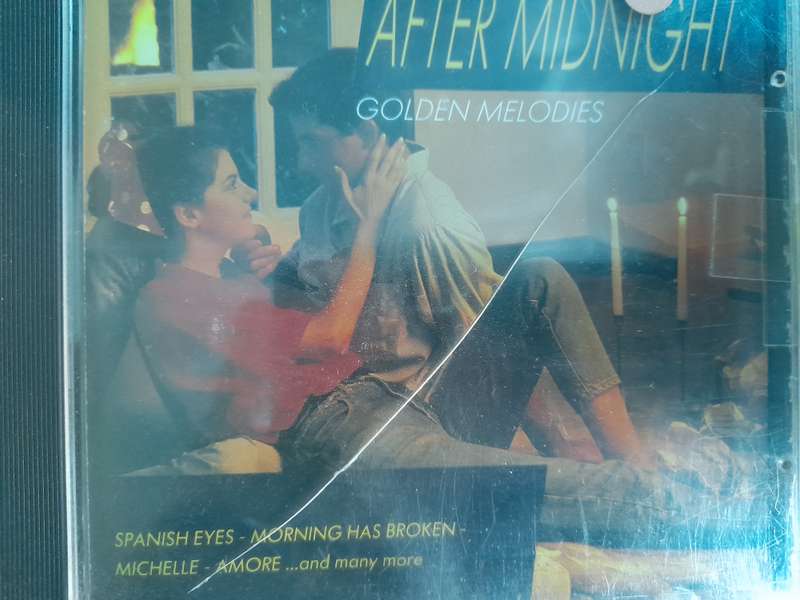 AFTER MIDNIGHT
GOLDEN MELODIES
SPANISH EYES - MORNING HAS BROKEN -
MICHELLE - AMORE ...and many more